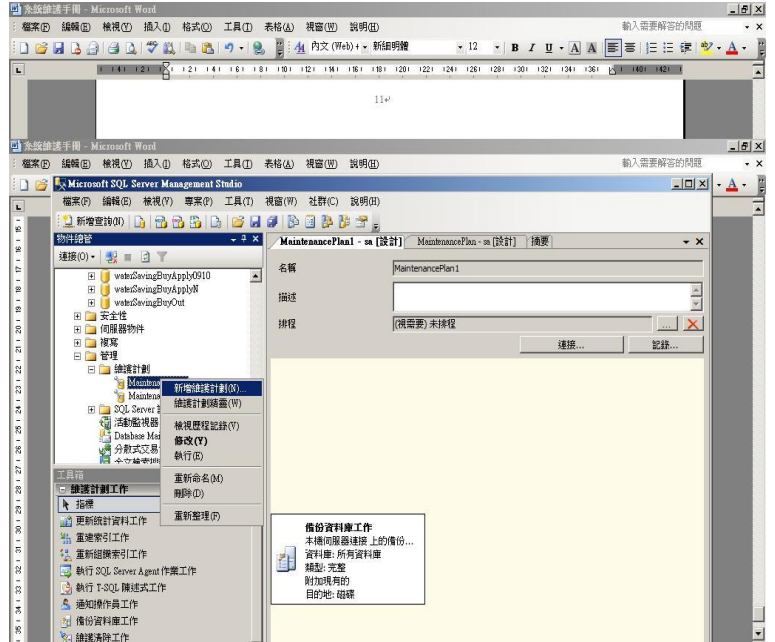 系統維護手冊 - Microsoft Word
檔案(F) 編輯(E) 檢視(V) 插入(I) 格式(O) 工具(T) 表格(A) 視窗(W) 說明(H) 輸入需要解答的問題
內文 (Web) + 新細明體 12 B I U A A
11
系統維護手冊 - Microsoft Word
檔案(F) 編輯(E) 檢視(V) 插入(I) 格式(O) 工具(T) 表格(A) 視窗(W) 說明(H) 輸入需要解答的問題
Microsoft SQL Server Management Studio
檔案(F) 編輯(E) 檢視(V) 專案(P) 工具(T) 視窗(W) 社群(C) 說明(H)
新增查詢(N)
物件總管
連接(O)
waterSavingBuyApply0910
waterSavingBuyApplyN
waterSavingBuyOut
安全性
伺服器物件
複寫
管理
維護計劃
Maintena
Maintena
SQL Server
活動監視器
Database Mai
分散式交易
全文檢索搜
新增維護計劃(N)...
維護計劃精靈(W)
檢視歷程記錄(V)
修改(Y)
執行(E)
重新命名(M)
刪除(D)
重新整理(F)
工具箱
維護計劃工作
指標
更新統計資料工作
重建索引工作
重新組織索引工作
執行 SQL Server Agent 作業工作
執行 T-SQL 陳述式工作
通知操作員工作
備份資料庫工作
維護清除工作
MaintenancePlan1 - sa [設計] MaintenancePlan - sa [設計] 摘要
名稱 MaintenancePlan1
描述
排程 (視需要) 未排程 ...
連接... 記錄...
備份資料庫工作
本機伺服器連接 上的備份...
資料庫: 所有資料庫
類型: 完整
附加現有的
目的地: 磁碟